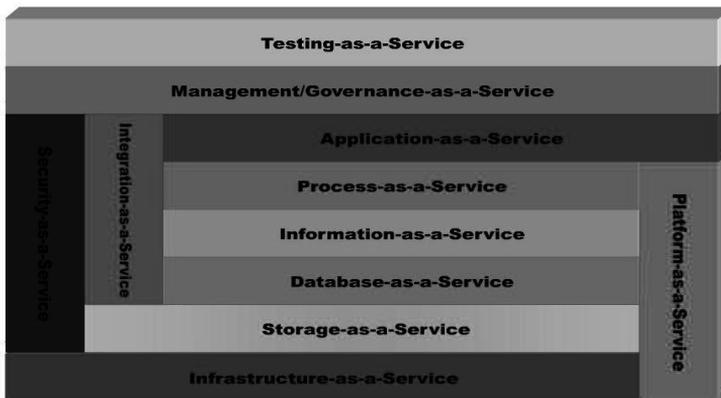 Testing-as-a-Service
Management/Governance-as-a-Service
Security-as-a-Service
Integration-as-a-Service
Application-as-a-Service
Process-as-a-Service
Information-as-a-Service
Database-as-a-Service
Storage-as-a-Service
Platform-as-a-Service
Infrastructure-as-a-Service